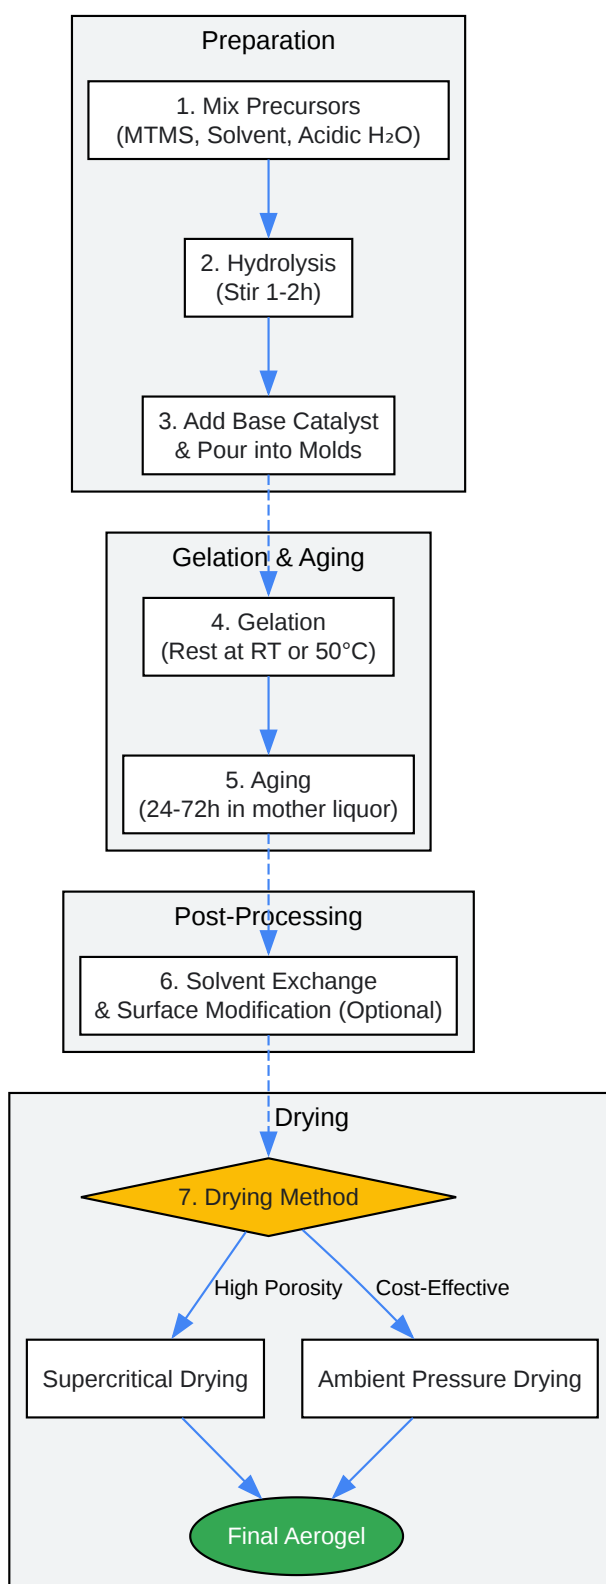 Preparation
1. Mix Precursors
(MTMS, Solvent, Acidic H₂O)
2. Hydrolysis
(Stir 1-2h)
3. Add Base Catalyst
& Pour into Molds
Gelation & Aging
4. Gelation
(Rest at RT or 50°C)
5. Aging
(24-72h in mother liquor)
Post-Processing
6. Solvent Exchange
& Surface Modification (Optional)
Drying
7. Drying Method
High Porosity
Cost-Effective
Supercritical Drying
Ambient Pressure Drying
Final Aerogel